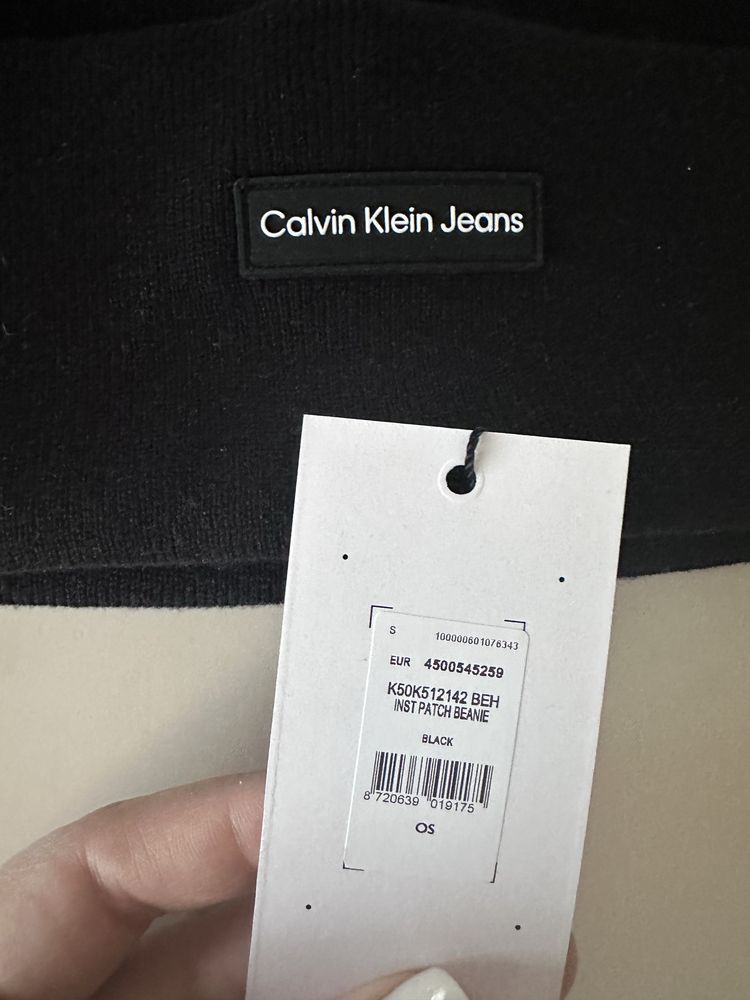 Calvin Klein Jeans
S 100000601076343
EUR 4500545259
K50K512142 BEH
INST PATCH BEANIE
BLACK
8 720639 019175
OS